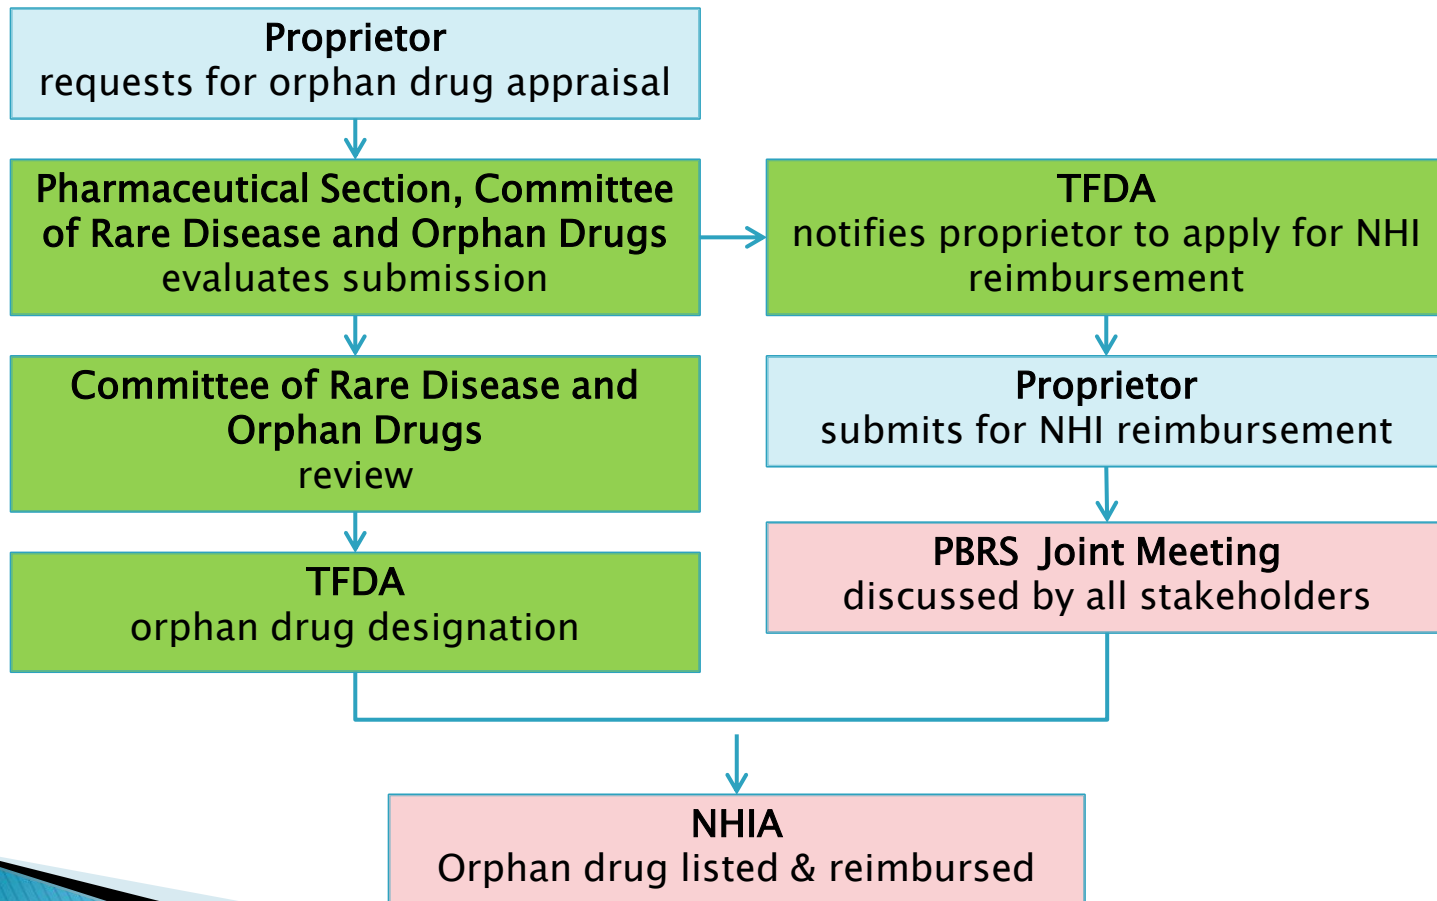 Proprietor
requests for orphan drug appraisal
Pharmaceutical Section, Committee
of Rare Disease and Orphan Drugs
evaluates submission
TFDA
notifies proprietor to apply for NHI
reimbursement
Committee of Rare Disease and
Orphan Drugs
review
Proprietor
submits for NHI reimbursement
TFDA
orphan drug designation
PBRS Joint Meeting
discussed by all stakeholders
NHIA
Orphan drug listed & reimbursed